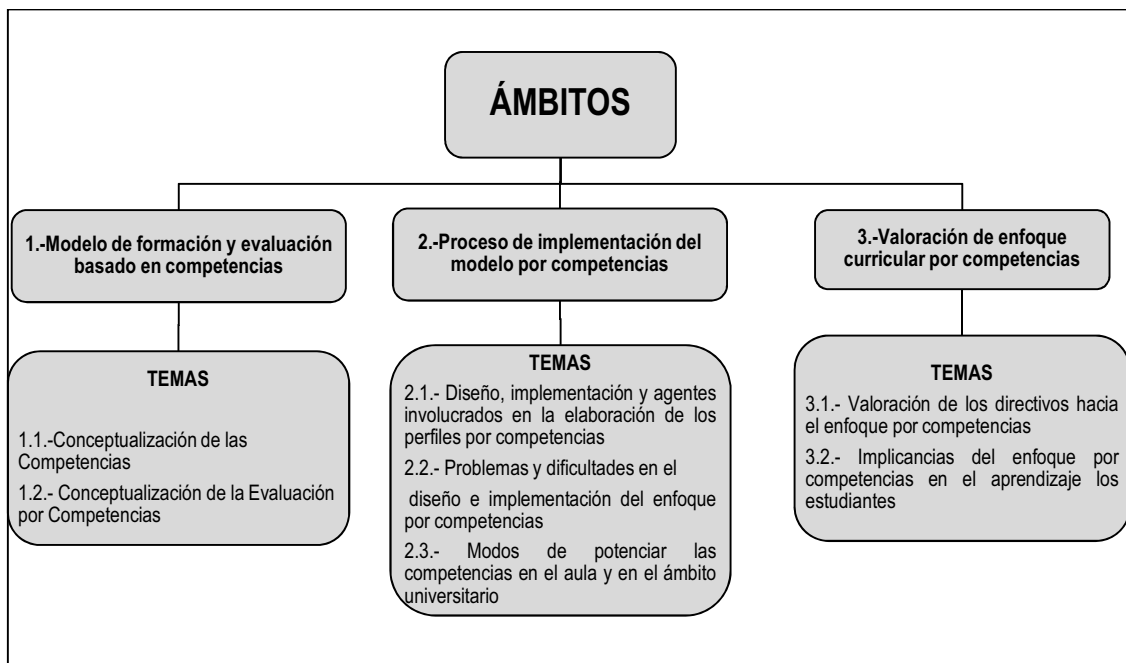 ÁMBITOS
1.-Modelo de formación y evaluación
basado en competencias
TEMAS
1.1.-Conceptualización de las
Competencias
1.2.- Conceptualización de la Evaluación
por Competencias
2.-Proceso de implementación del
modelo por competencias
TEMAS
2.1.- Diseño, implementación y agentes
involucrados en la elaboración de los
perfiles por competencias
2.2.- Problemas y dificultades en el
diseño e implementación del enfoque
por competencias
2.3.- Modos de potenciar las
competencias en el aula y en el ámbito
universitario
3.-Valoración de enfoque
curricular por competencias
TEMAS
3.1.- Valoración de los directivos hacia
el enfoque por competencias
3.2.- Implicancias del enfoque por
competencias en el aprendizaje los
estudiantes